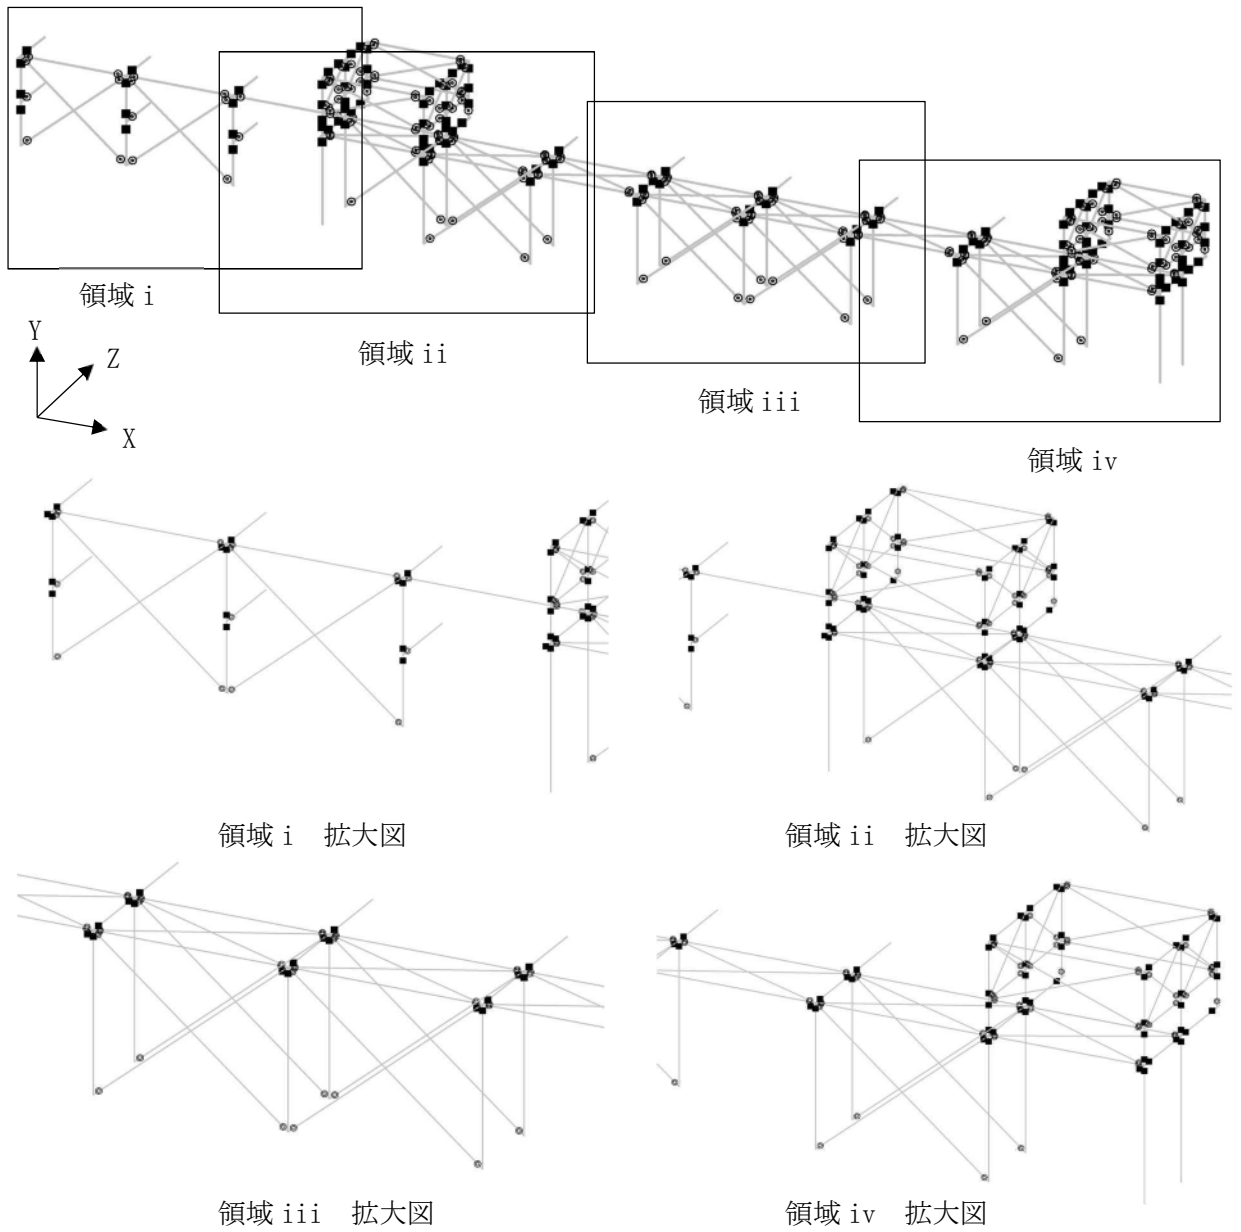 領域 i
Y
Z
X
領域 ii
領域 iii
領域 iv
領域 i 拡大図
領域 ii 拡大図
領域 iii 拡大図
領域 iv 拡大図